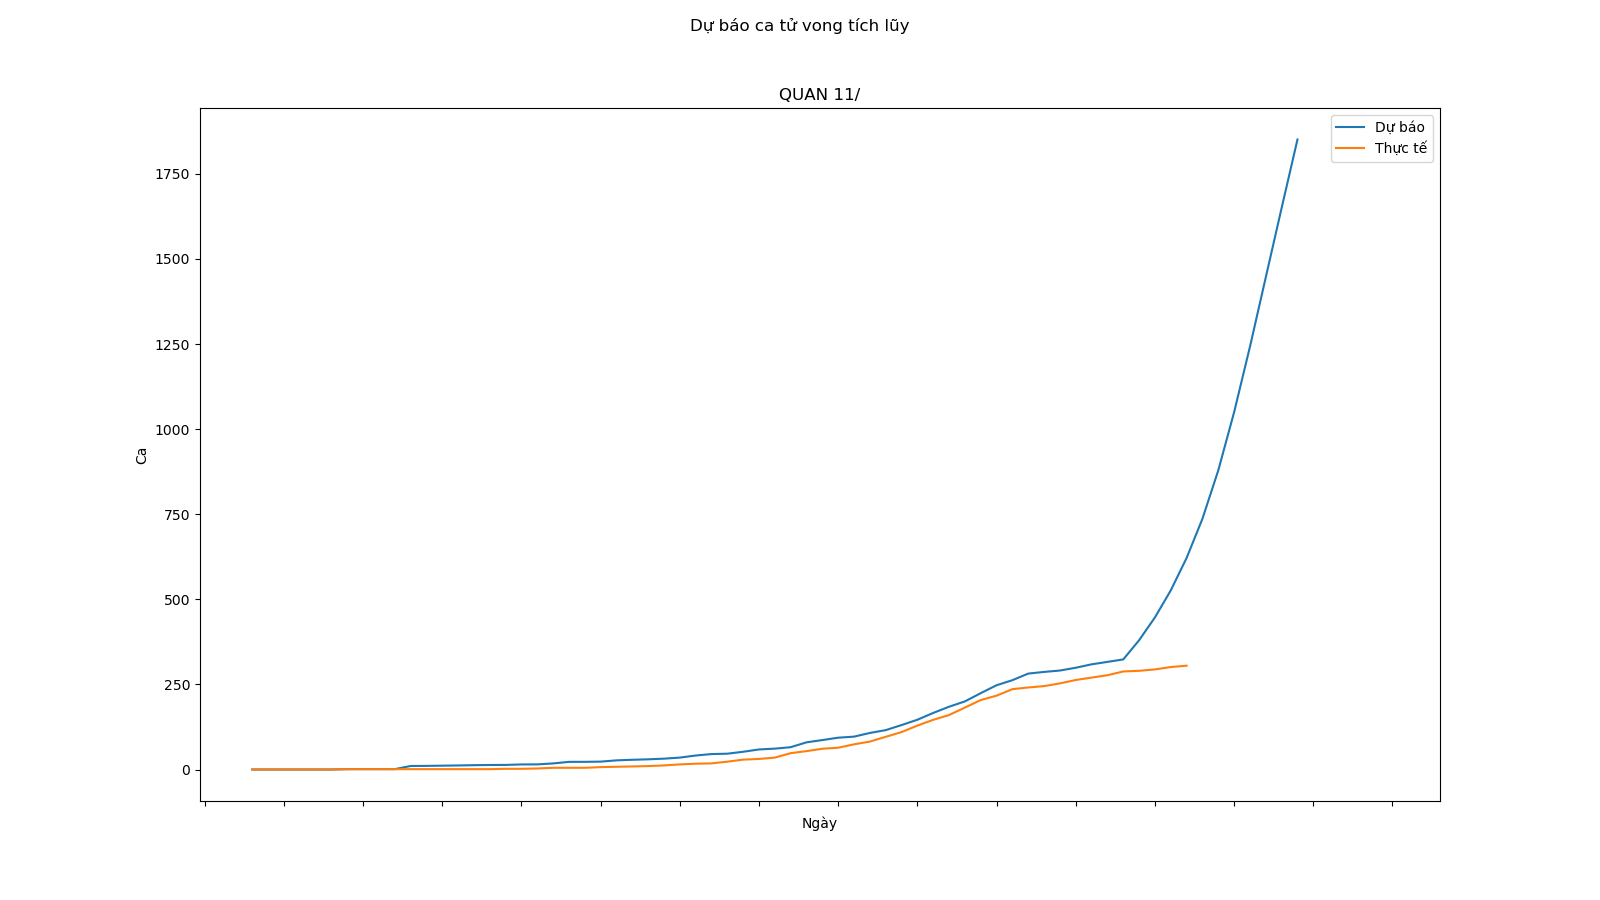 Dự báo ca tử vong tích lũy
QUAN 11/
Dự báo
Thực tế
1750
1500
1250
1000
750
500
250
0
Ca
Ngày